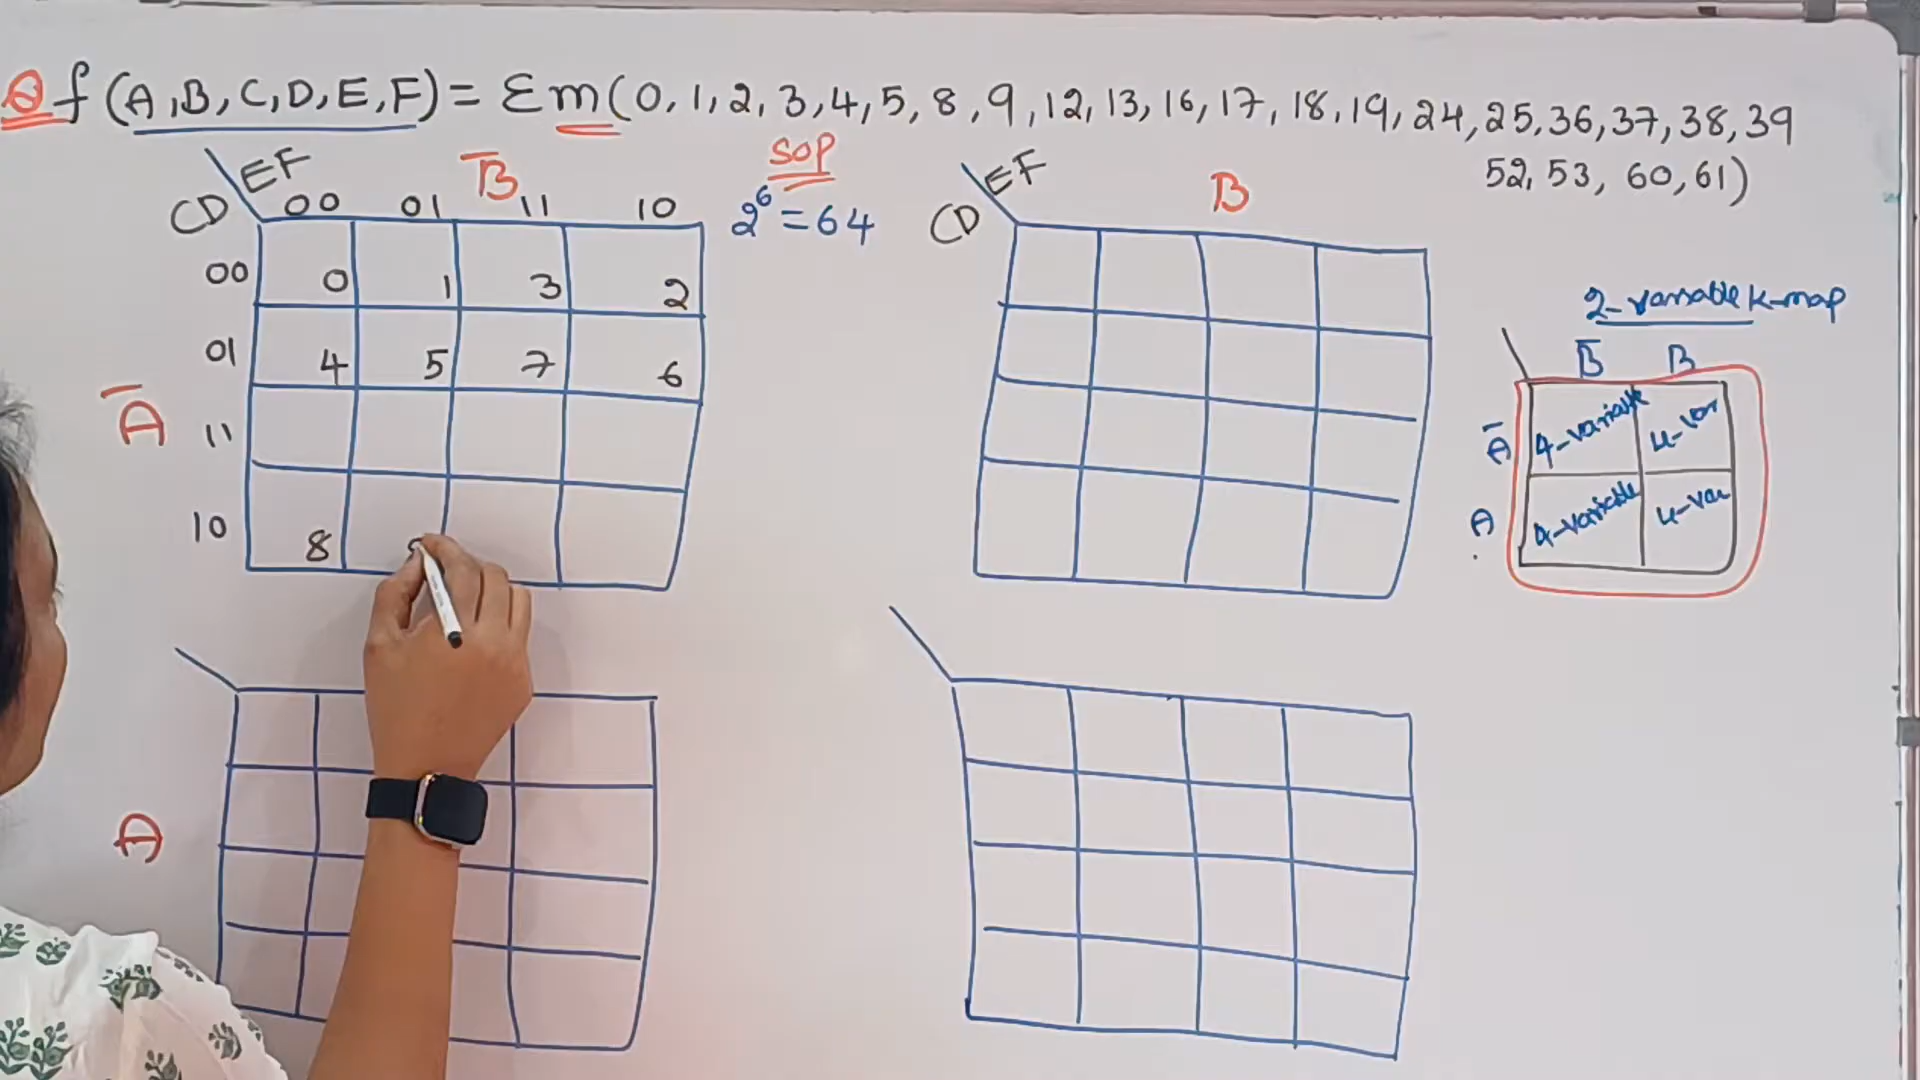 Q f(A,B,C,D,E,F) = Σm(0,1,2,3,4,5,8,9,12,13,16,17,18,19,24,25,36,37,38,39
52,53,60,61)
SOP
2⁶=64
EF B̅
CD 00 01 11 10
00 0 1 3 2
01 4 5 7 6
A̅ 11
10 8
EF B
CD
2-variable K-map
B̅ B
A̅ 4-variable 4-var
A 4-variable 4-var
A